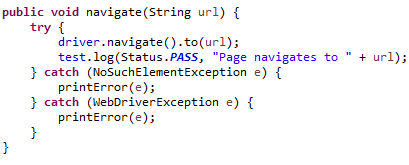 public void navigate(String url) {
    try {
        driver.navigate().to(url);
        test.log(Status.PASS, "Page navigates to " + url);
    } catch (NoSuchElementException e) {
        printError(e);
    } catch (WebDriverException e) {
        printError(e);
    }
}